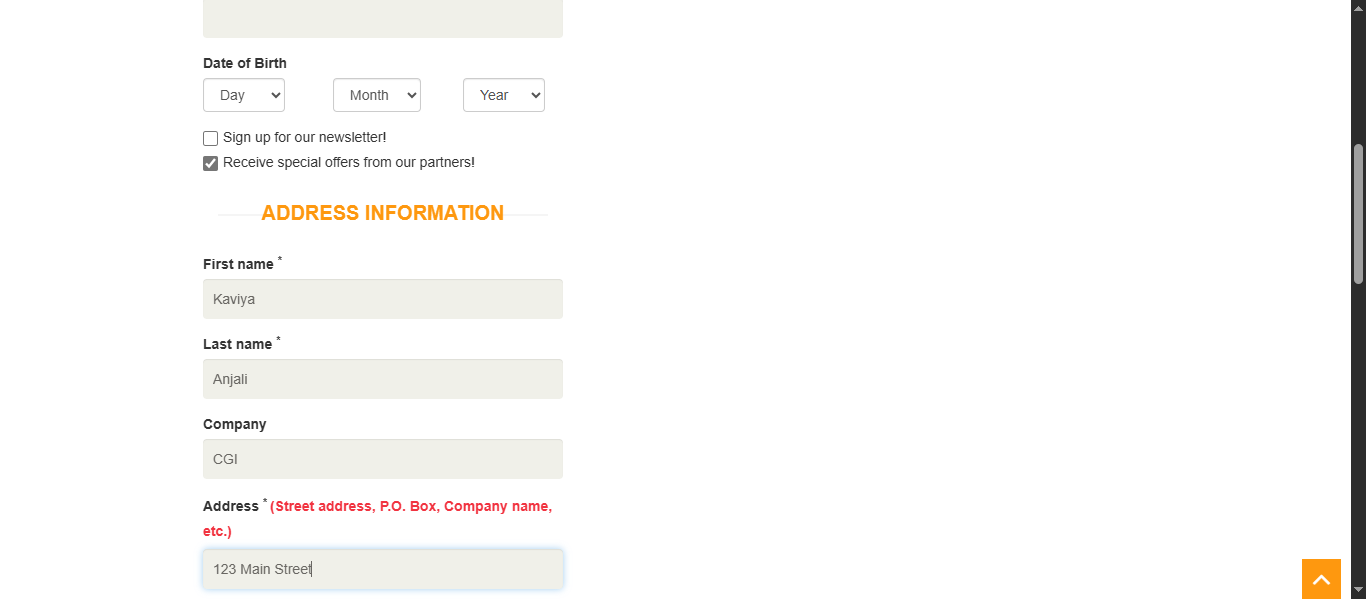 Date of Birth
Day Month Year
Sign up for our newsletter!
Receive special offers from our partners!
ADDRESS INFORMATION
First name *
Kaviya
Last name *
Anjali
Company
CGI
Address * (Street address, P.O. Box, Company name,
etc.)
123 Main Street